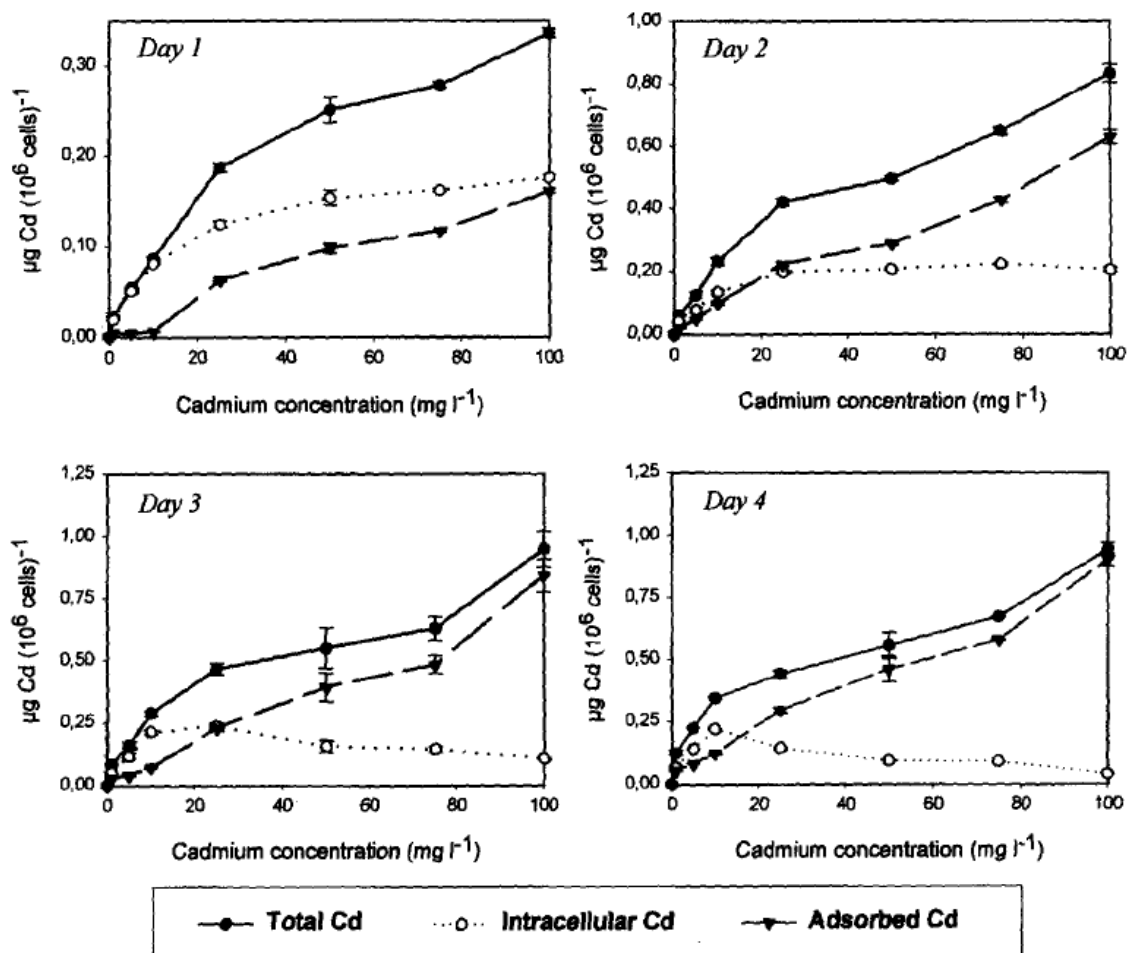 Day 1
0,30
0,20
0,10
0,00
µg Cd (10⁶ cells)⁻¹
0 20 40 60 80 100
Cadmium concentration (mg l⁻¹)
Day 2
1,00
0,80
0,60
0,40
0,20
0,00
µg Cd (10⁶ cells)⁻¹
0 20 40 60 80 100
Cadmium concentration (mg l⁻¹)
Day 3
1,25
1,00
0,75
0,50
0,25
0,00
µg Cd (10⁶ cells)⁻¹
0 20 40 60 80 100
Cadmium concentration (mg l⁻¹)
Day 4
1,25
1,00
0,75
0,50
0,25
0,00
µg Cd (10⁶ cells)⁻¹
0 20 40 60 80 100
Cadmium concentration (mg l⁻¹)
Total Cd Intracellular Cd Adsorbed Cd